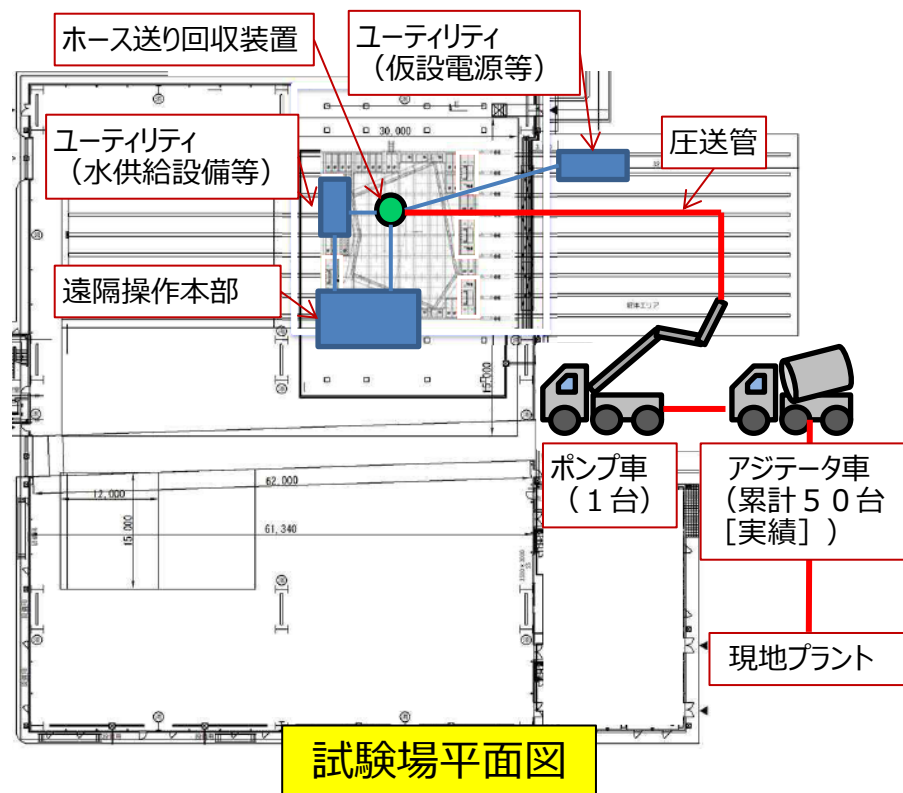 ホース送り回収装置
ユーティリティ
（仮設電源等）
ユーティリティ
（水供給設備等）
圧送管
遠隔操作本部
30,000
15,000
ポンプ車
（１台）
アジテータ車
（累計５０台
［実績］）
62,000
12,000
15,000
61,340
現地プラント
試験場平面図